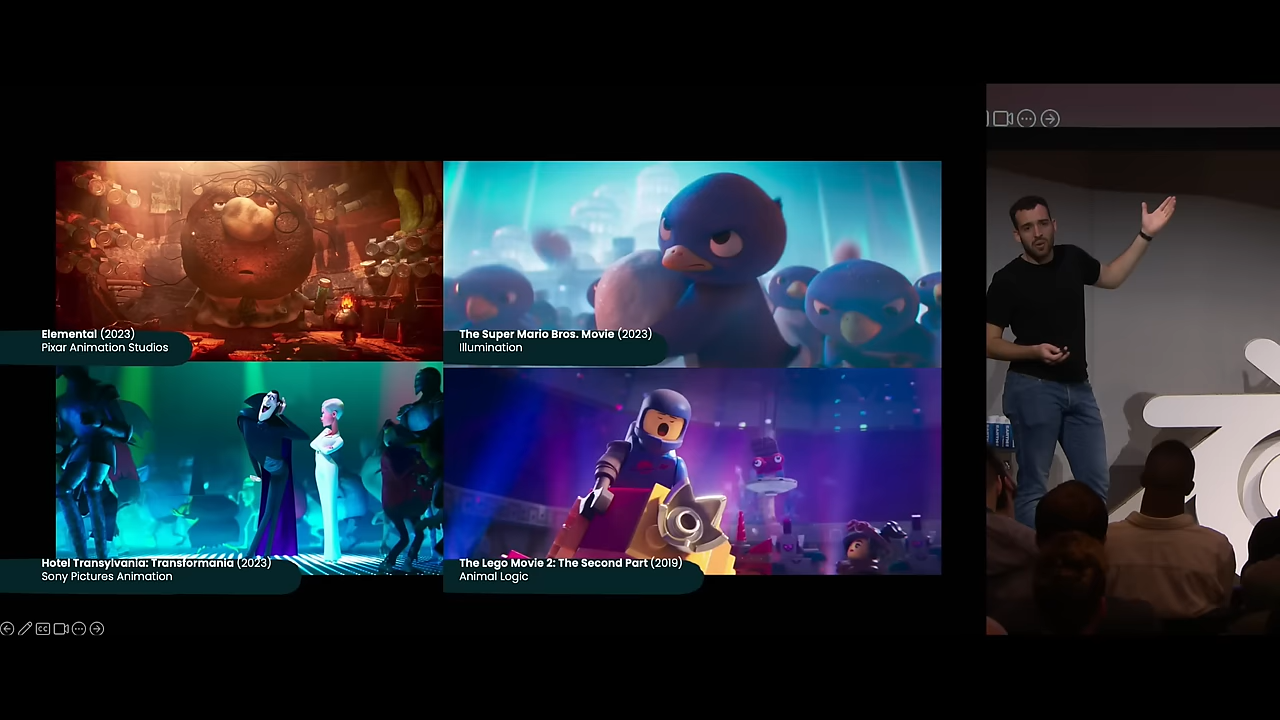 Elemental (2023)
Pixar Animation Studios
The Super Mario Bros. Movie (2023)
Illumination
Hotel Transylvania: Transformania (2023)
Sony Pictures Animation
The Lego Movie 2: The Second Part (2019)
Animal Logic
CC